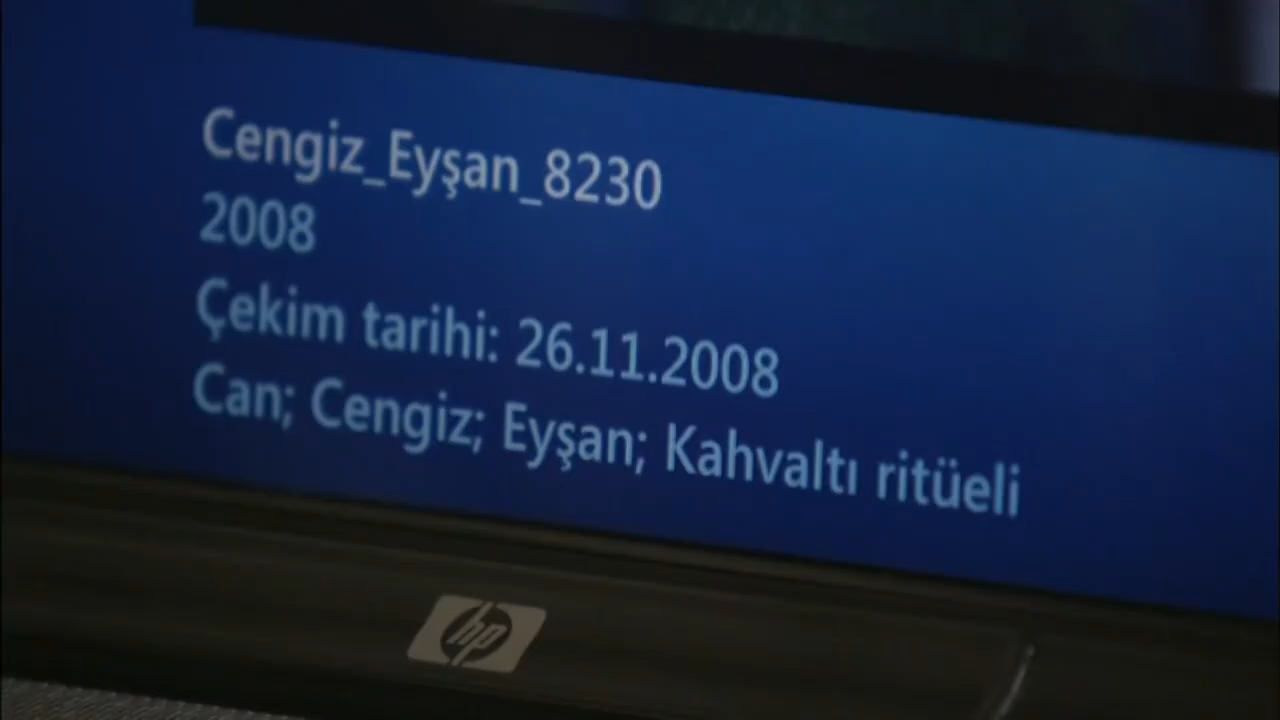 Cengiz_Eyşan_8230
2008
Çekim tarihi: 26.11.2008
Can; Cengiz; Eyşan; Kahvaltı ritüeli
hp